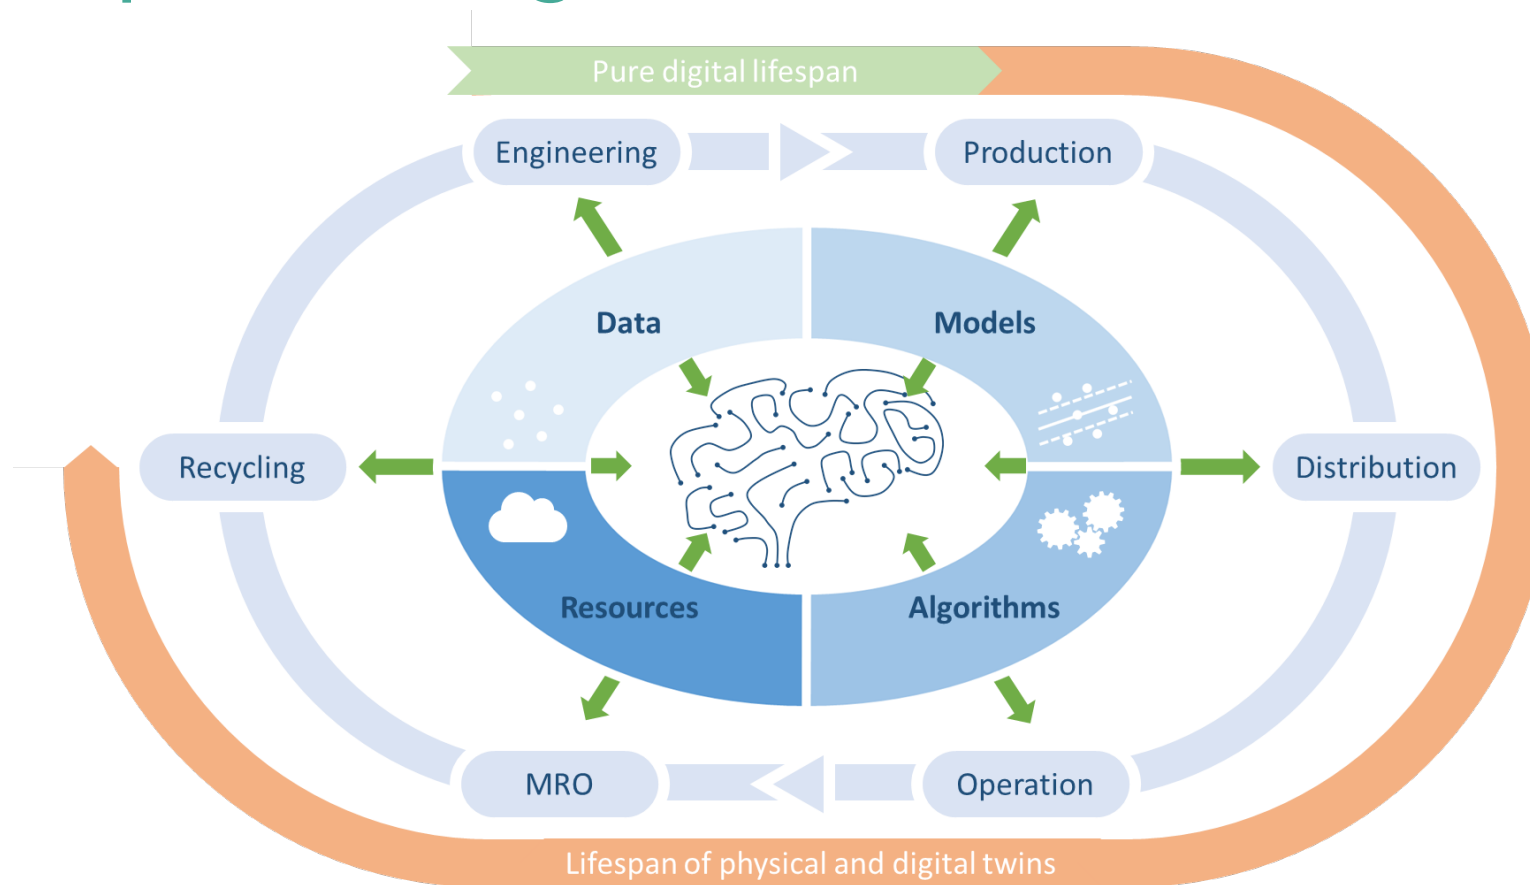 Pure digital lifespan
Engineering
Production
Data
Models
Recycling
Distribution
Resources
Algorithms
MRO
Operation
Lifespan of physical and digital twins